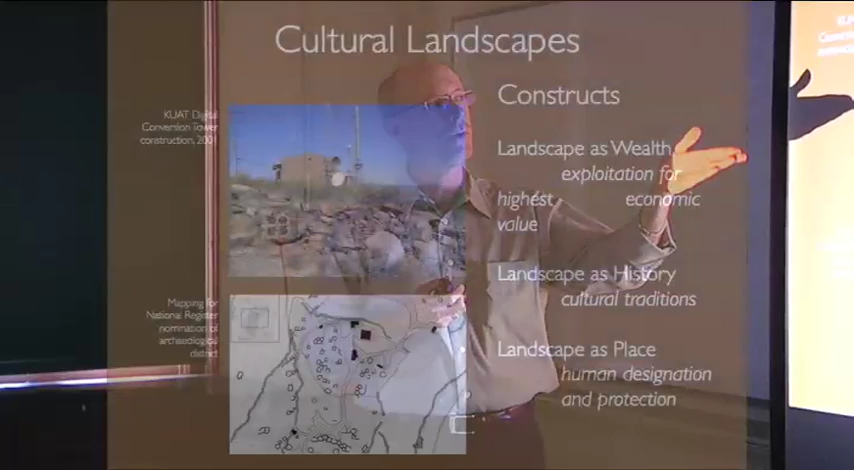 Cultural Landscapes
Constructs
KUAT Digital
Conversion Tower
construction, 2001
Landscape as Wealth
exploitation for
highest economic
value
Landscape as History
cultural traditions
Mapping for
National Register
nomination of
archaeological
district
Landscape as Place
human designation
and protection